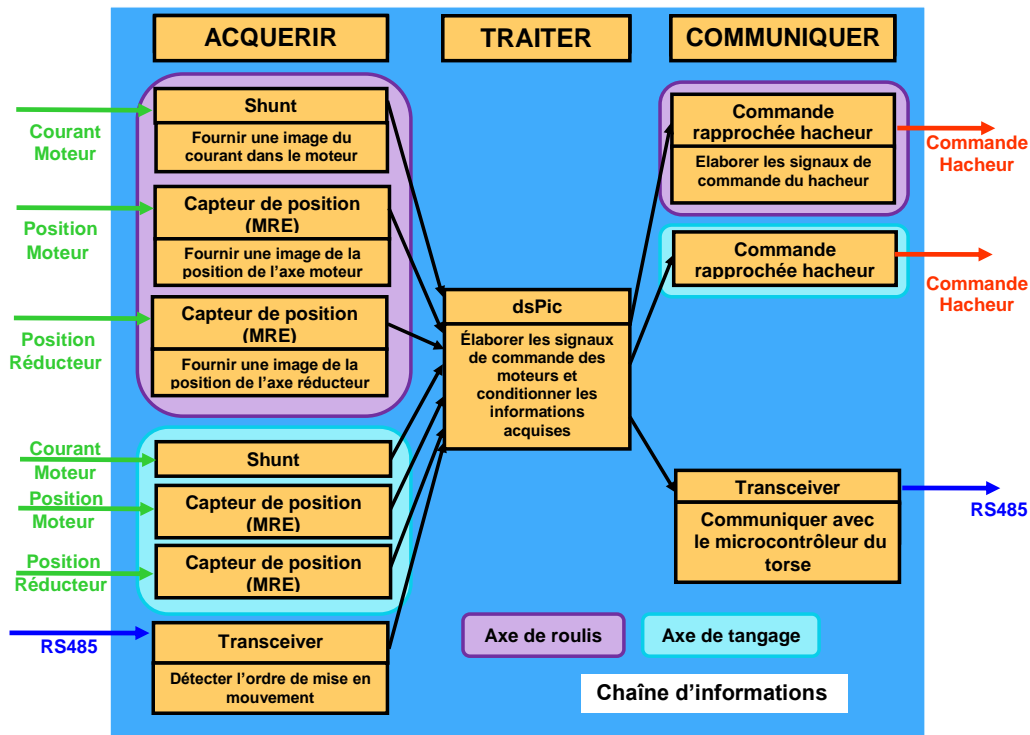 ACQUERIR
TRAITER
COMMUNIQUER
Courant
Moteur
Shunt
Fournir une image du
courant dans le moteur
Position
Moteur
Capteur de position
(MRE)
Fournir une image de la
position de l'axe moteur
Position
Réducteur
Capteur de position
(MRE)
Fournir une image de la
position de l'axe réducteur
Courant
Moteur
Shunt
Position
Moteur
Capteur de position
(MRE)
Position
Réducteur
Capteur de position
(MRE)
RS485
Transceiver
Détecter l'ordre de mise en
mouvement
dsPic
Élaborer les signaux
de commande des
moteurs et
conditionner les
informations
acquises
Commande
rapprochée hacheur
Elaborer les signaux de
commande du hacheur
Commande
Hacheur
Commande
rapprochée hacheur
Commande
Hacheur
Transceiver
Communiquer avec
le microcontrôleur du
torse
RS485
Axe de roulis
Axe de tangage
Chaîne d'informations